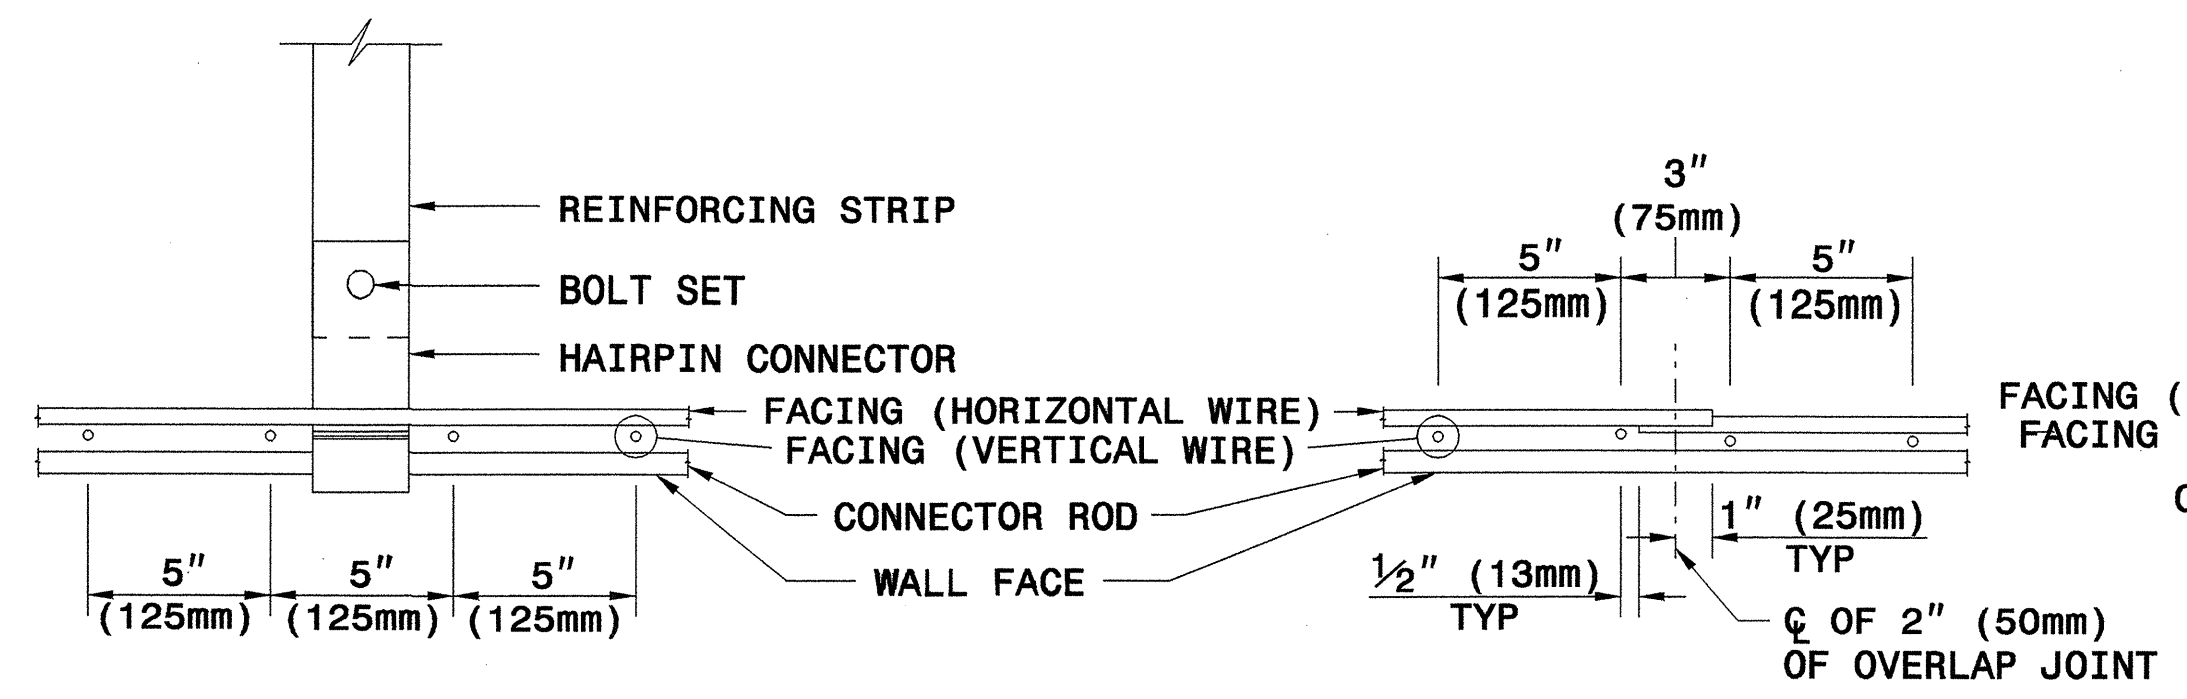 REINFORCING STRIP
BOLT SET
HAIRPIN CONNECTOR
FACING (HORIZONTAL WIRE)
FACING (VERTICAL WIRE)
CONNECTOR ROD
WALL FACE
5" 5" 5"
(125mm) (125mm) (125mm)
3"
(75mm)
5" 5"
(125mm) (125mm)
FACING (
FACING
1" (25mm)
TYP
½" (13mm)
TYP
℄ OF 2" (50mm)
OF OVERLAP JOINT